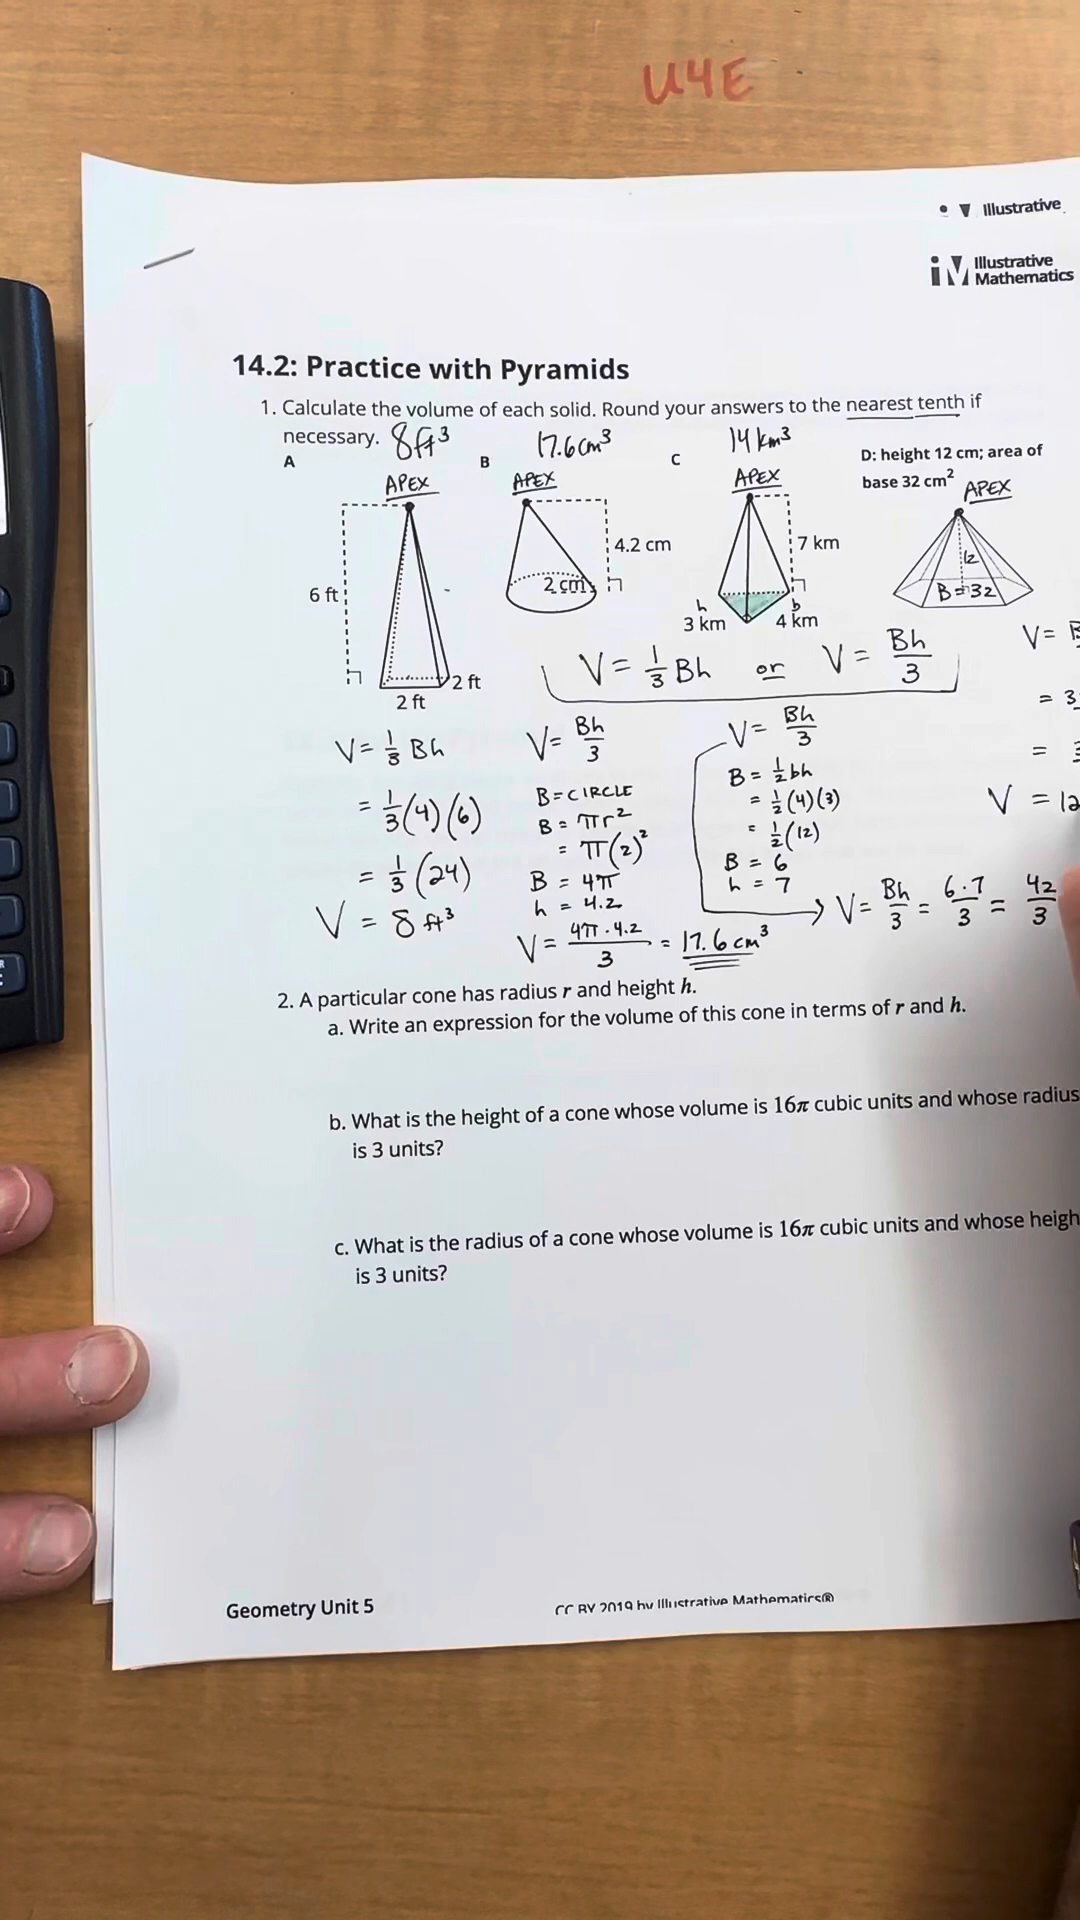 U4E
Illustrative
Illustrative
Mathematics
14.2: Practice with Pyramids
1. Calculate the volume of each solid. Round your answers to the nearest tenth if
necessary. 8ft³ 17.6cm³ 14 km³
A B C D: height 12 cm; area of
base 32 cm²
APEX APEX APEX APEX
6 ft 4.2 cm 7 km 12
2 cm B=32
h b
3 km 4 km
2 ft
2 ft
V = 1/3 Bh or V = Bh/3
V = 1/3 Bh
= 1/3 (4)(6)
= 1/3 (24)
V = 8 ft³
V = Bh/3
B = CIRCLE
B = πr²
= π(2)²
B = 4π
h = 4.2
V = 4π · 4.2/3 = 17.6 cm³
V = Bh/3
B = 1/2 bh
= 1/2 (4)(3)
= 1/2 (12)
B = 6
h = 7
V = Bh/3 = 6·7/3 = 42/3
V =
= 3
=
V = 12
2. A particular cone has radius r and height h.
a. Write an expression for the volume of this cone in terms of r and h.
b. What is the height of a cone whose volume is 16π cubic units and whose radius
is 3 units?
c. What is the radius of a cone whose volume is 16π cubic units and whose heigh
is 3 units?
Geometry Unit 5
CC BY 2019 by Illustrative Mathematics®